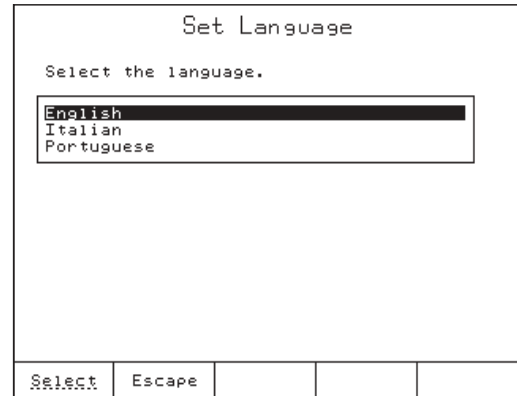 Set Language
Select the language.
English
Italian
Portuguese
Select Escape